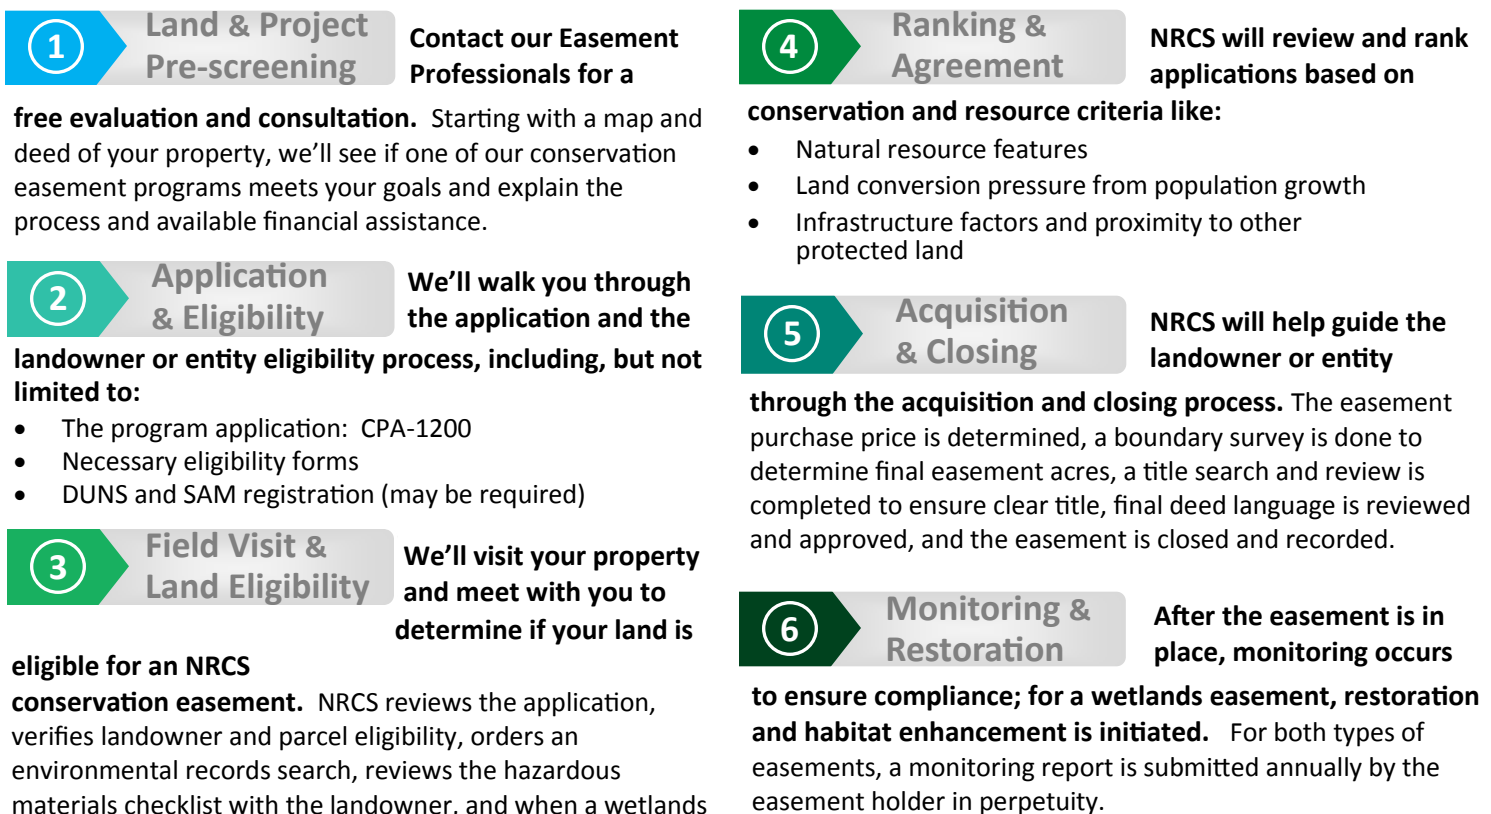 1
Land & Project
Pre-screening
Contact our Easement
Professionals for a
free evaluation and consultation.  Starting with a map and
deed of your property, we'll see if one of our conservation
easement programs meets your goals and explain the
process and available financial assistance.
2
Application
& Eligibility
We'll walk you through
the application and the
landowner or entity eligibility process, including, but not
limited to:
• The program application:  CPA-1200
• Necessary eligibility forms
• DUNS and SAM registration (may be required)
3
Field Visit &
Land Eligibility
We'll visit your property
and meet with you to
determine if your land is
eligible for an NRCS
conservation easement.  NRCS reviews the application,
verifies landowner and parcel eligibility, orders an
environmental records search, reviews the hazardous
materials checklist with the landowner, and when a wetlands
4
Ranking &
Agreement
NRCS will review and rank
applications based on
conservation and resource criteria like:
• Natural resource features
• Land conversion pressure from population growth
• Infrastructure factors and proximity to other
protected land
5
Acquisition
& Closing
NRCS will help guide the
landowner or entity
through the acquisition and closing process. The easement
purchase price is determined, a boundary survey is done to
determine final easement acres, a title search and review is
completed to ensure clear title, final deed language is reviewed
and approved, and the easement is closed and recorded.
6
Monitoring &
Restoration
After the easement is in
place, monitoring occurs
to ensure compliance; for a wetlands easement, restoration
and habitat enhancement is initiated.   For both types of
easements, a monitoring report is submitted annually by the
easement holder in perpetuity.